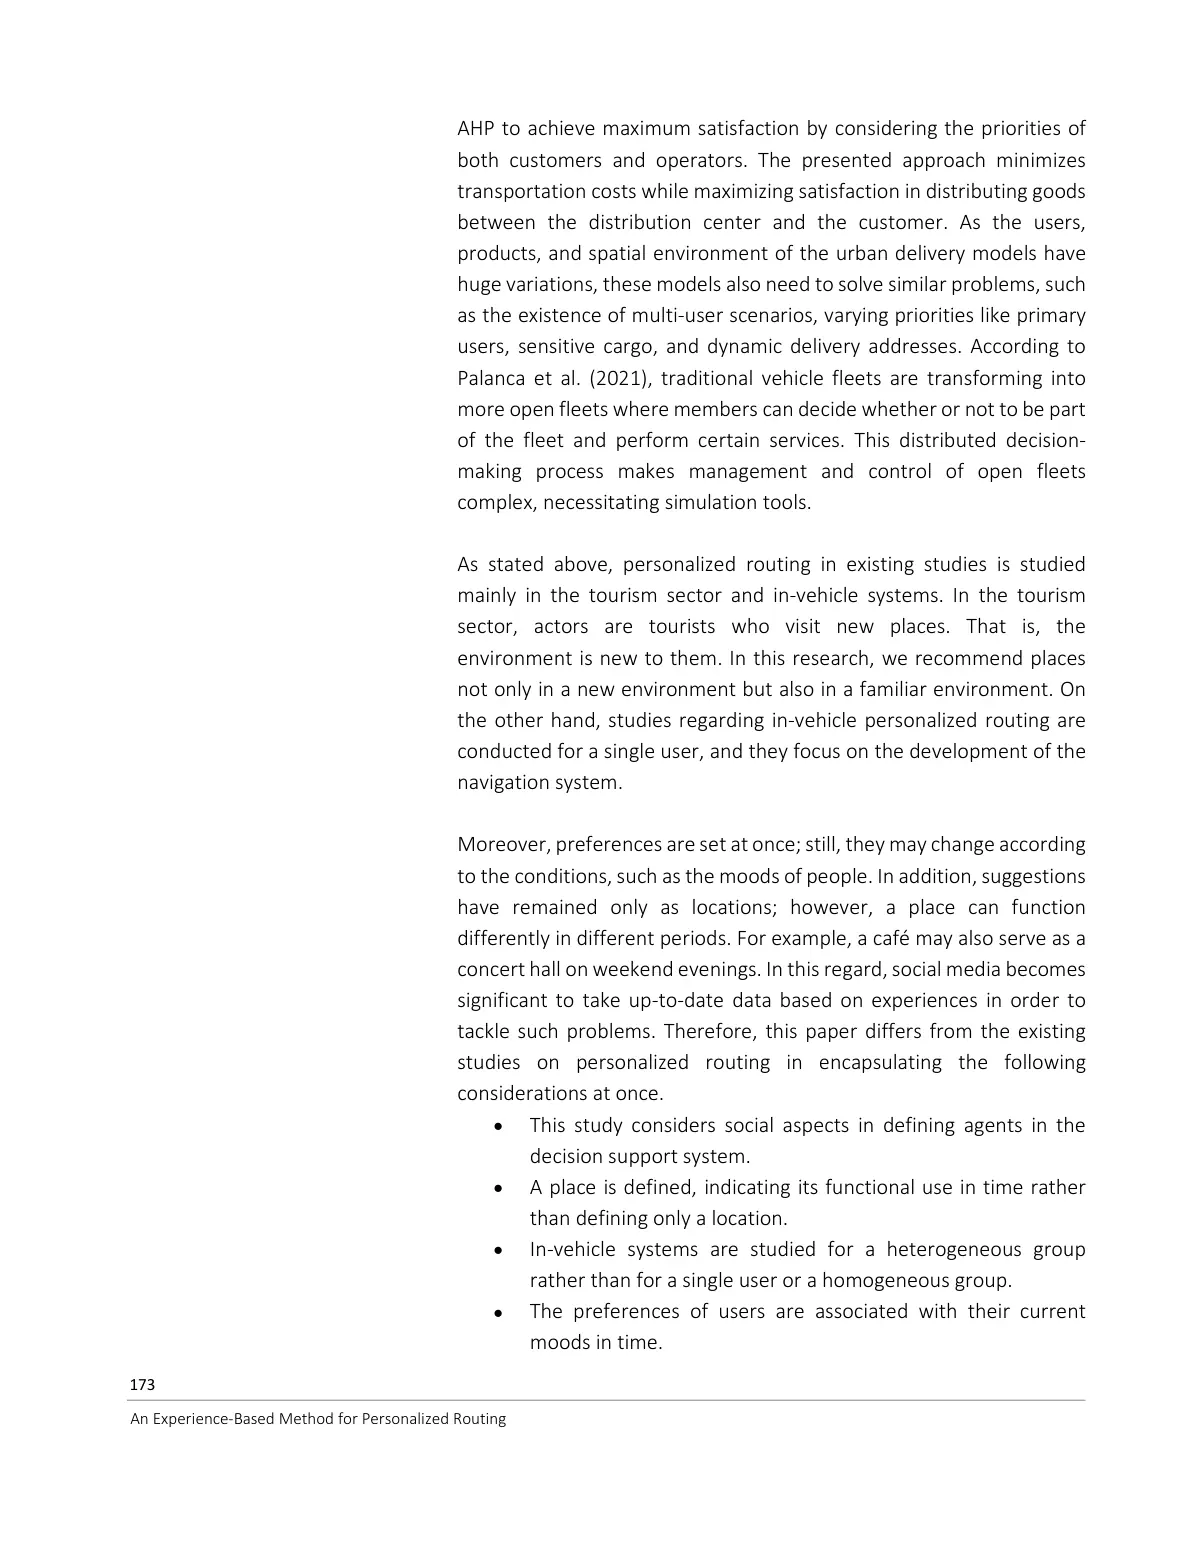 AHP to achieve maximum satisfaction by considering the priorities of
both customers and operators. The presented approach minimizes
transportation costs while maximizing satisfaction in distributing goods
between the distribution center and the customer. As the users,
products, and spatial environment of the urban delivery models have
huge variations, these models also need to solve similar problems, such
as the existence of multi-user scenarios, varying priorities like primary
users, sensitive cargo, and dynamic delivery addresses. According to
Palanca et al. (2021), traditional vehicle fleets are transforming into
more open fleets where members can decide whether or not to be part
of the fleet and perform certain services. This distributed decision-
making process makes management and control of open fleets
complex, necessitating simulation tools.
As stated above, personalized routing in existing studies is studied
mainly in the tourism sector and in-vehicle systems. In the tourism
sector, actors are tourists who visit new places. That is, the
environment is new to them. In this research, we recommend places
not only in a new environment but also in a familiar environment. On
the other hand, studies regarding in-vehicle personalized routing are
conducted for a single user, and they focus on the development of the
navigation system.
Moreover, preferences are set at once; still, they may change according
to the conditions, such as the moods of people. In addition, suggestions
have remained only as locations; however, a place can function
differently in different periods. For example, a café may also serve as a
concert hall on weekend evenings. In this regard, social media becomes
significant to take up-to-date data based on experiences in order to
tackle such problems. Therefore, this paper differs from the existing
studies on personalized routing in encapsulating the following
considerations at once.
• This study considers social aspects in defining agents in the
decision support system.
• A place is defined, indicating its functional use in time rather
than defining only a location.
• In-vehicle systems are studied for a heterogeneous group
rather than for a single user or a homogeneous group.
• The preferences of users are associated with their current
moods in time.
173
An Experience-Based Method for Personalized Routing